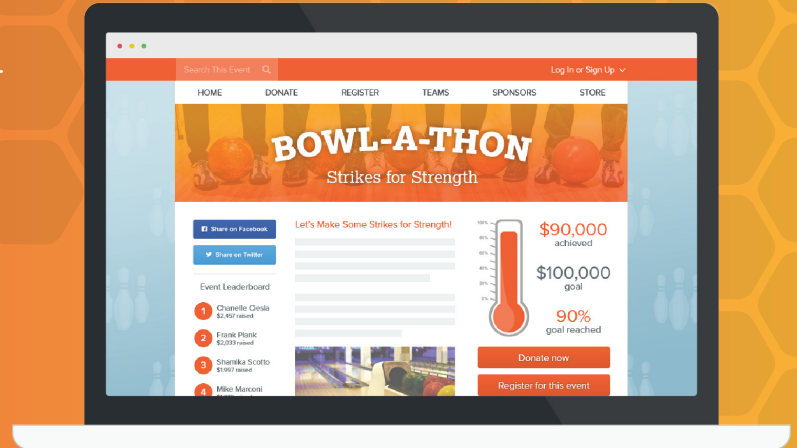 Search This Event
Log In or Sign Up
HOME DONATE REGISTER TEAMS SPONSORS STORE
BOWL-A-THON
Strikes for Strength
Share on Facebook
Share on Twitter
Event Leaderboard
1 Chanelle Clesla
$2,457 raised
2 Frank Plank
$2,033 raised
3 Shamika Scotto
$1,997 raised
4 Mike Marconi
Let's Make Some Strikes for Strength!
100%
80%
60%
40%
20%
0%
$90,000
achieved
$100,000
goal
90%
goal reached
Donate now
Register for this event